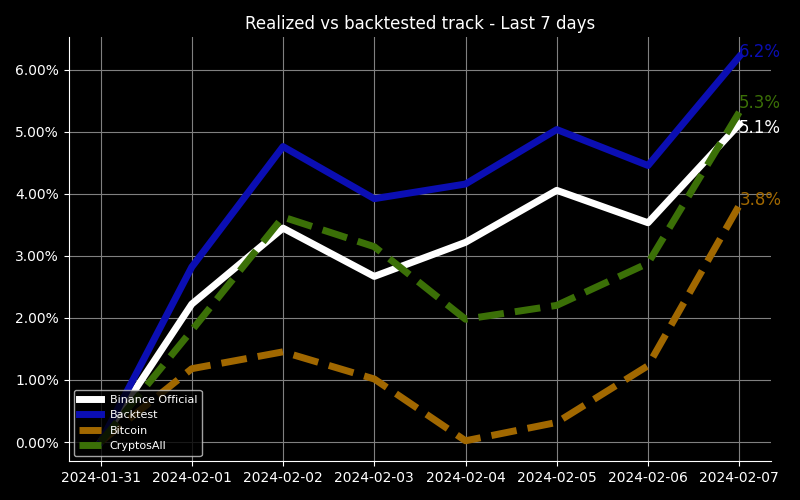 Realized vs backtested track - Last 7 days
6.00%
5.00%
4.00%
3.00%
2.00%
1.00%
0.00%
6.2%
5.3%
5.1%
3.8%
Binance Official
Backtest
Bitcoin
CryptosAll
2024-01-31 2024-02-01 2024-02-02 2024-02-03 2024-02-04 2024-02-05 2024-02-06 2024-02-07